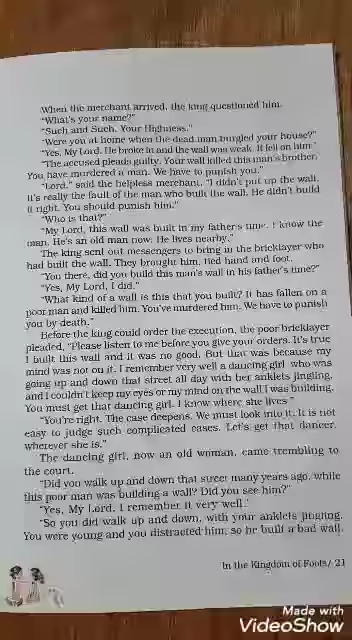 When the merchant arrived, the king questioned him.
"What's your name?"
"Such and Such, Your Highness."
"Were you at home when the dead man burgled your house?"
"Yes, My Lord. He broke in and the wall was weak. It fell on him."
"The accused pleads guilty. Your wall killed this man's brother.
You have murdered a man. We have to punish you."
"Lord," said the helpless merchant, "I didn't put up the wall.
It's really the fault of the man who built the wall. He didn't build
it right. You should punish him."
"Who is that?"
"My Lord, this wall was built in my father's time. I know the
man. He's an old man now. He lives nearby."
The king sent out messengers to bring in the bricklayer who
had built the wall. They brought him, tied hand and foot.
"You there, did you build this man's wall in his father's time?"
"Yes, My Lord, I did."
"What kind of a wall is this that you built? It has fallen on a
poor man and killed him. You've murdered him. We have to punish
you by death."
Before the king could order the execution, the poor bricklayer
pleaded, "Please listen to me before you give your orders. It's true
I built this wall and it was no good. But that was because my
mind was not on it. I remember very well a dancing girl who was
going up and down that street all day with her anklets jingling,
and I couldn't keep my eyes or my mind on the wall I was building.
You must get that dancing girl. I know where she lives."
"You're right. The case deepens. We must look into it. It is not
easy to judge such complicated cases. Let's get that dancer,
wherever she is."
The dancing girl, now an old woman, came trembling to
the court.
"Did you walk up and down that street many years ago, while
this poor man was building a wall? Did you see him?"
"Yes, My Lord. I remember it very well."
"So you did walk up and down, with your anklets jingling.
You were young and you distracted him, so he built a bad wall.
In the Kingdom of Fools/ 21
Made with
VideoShow